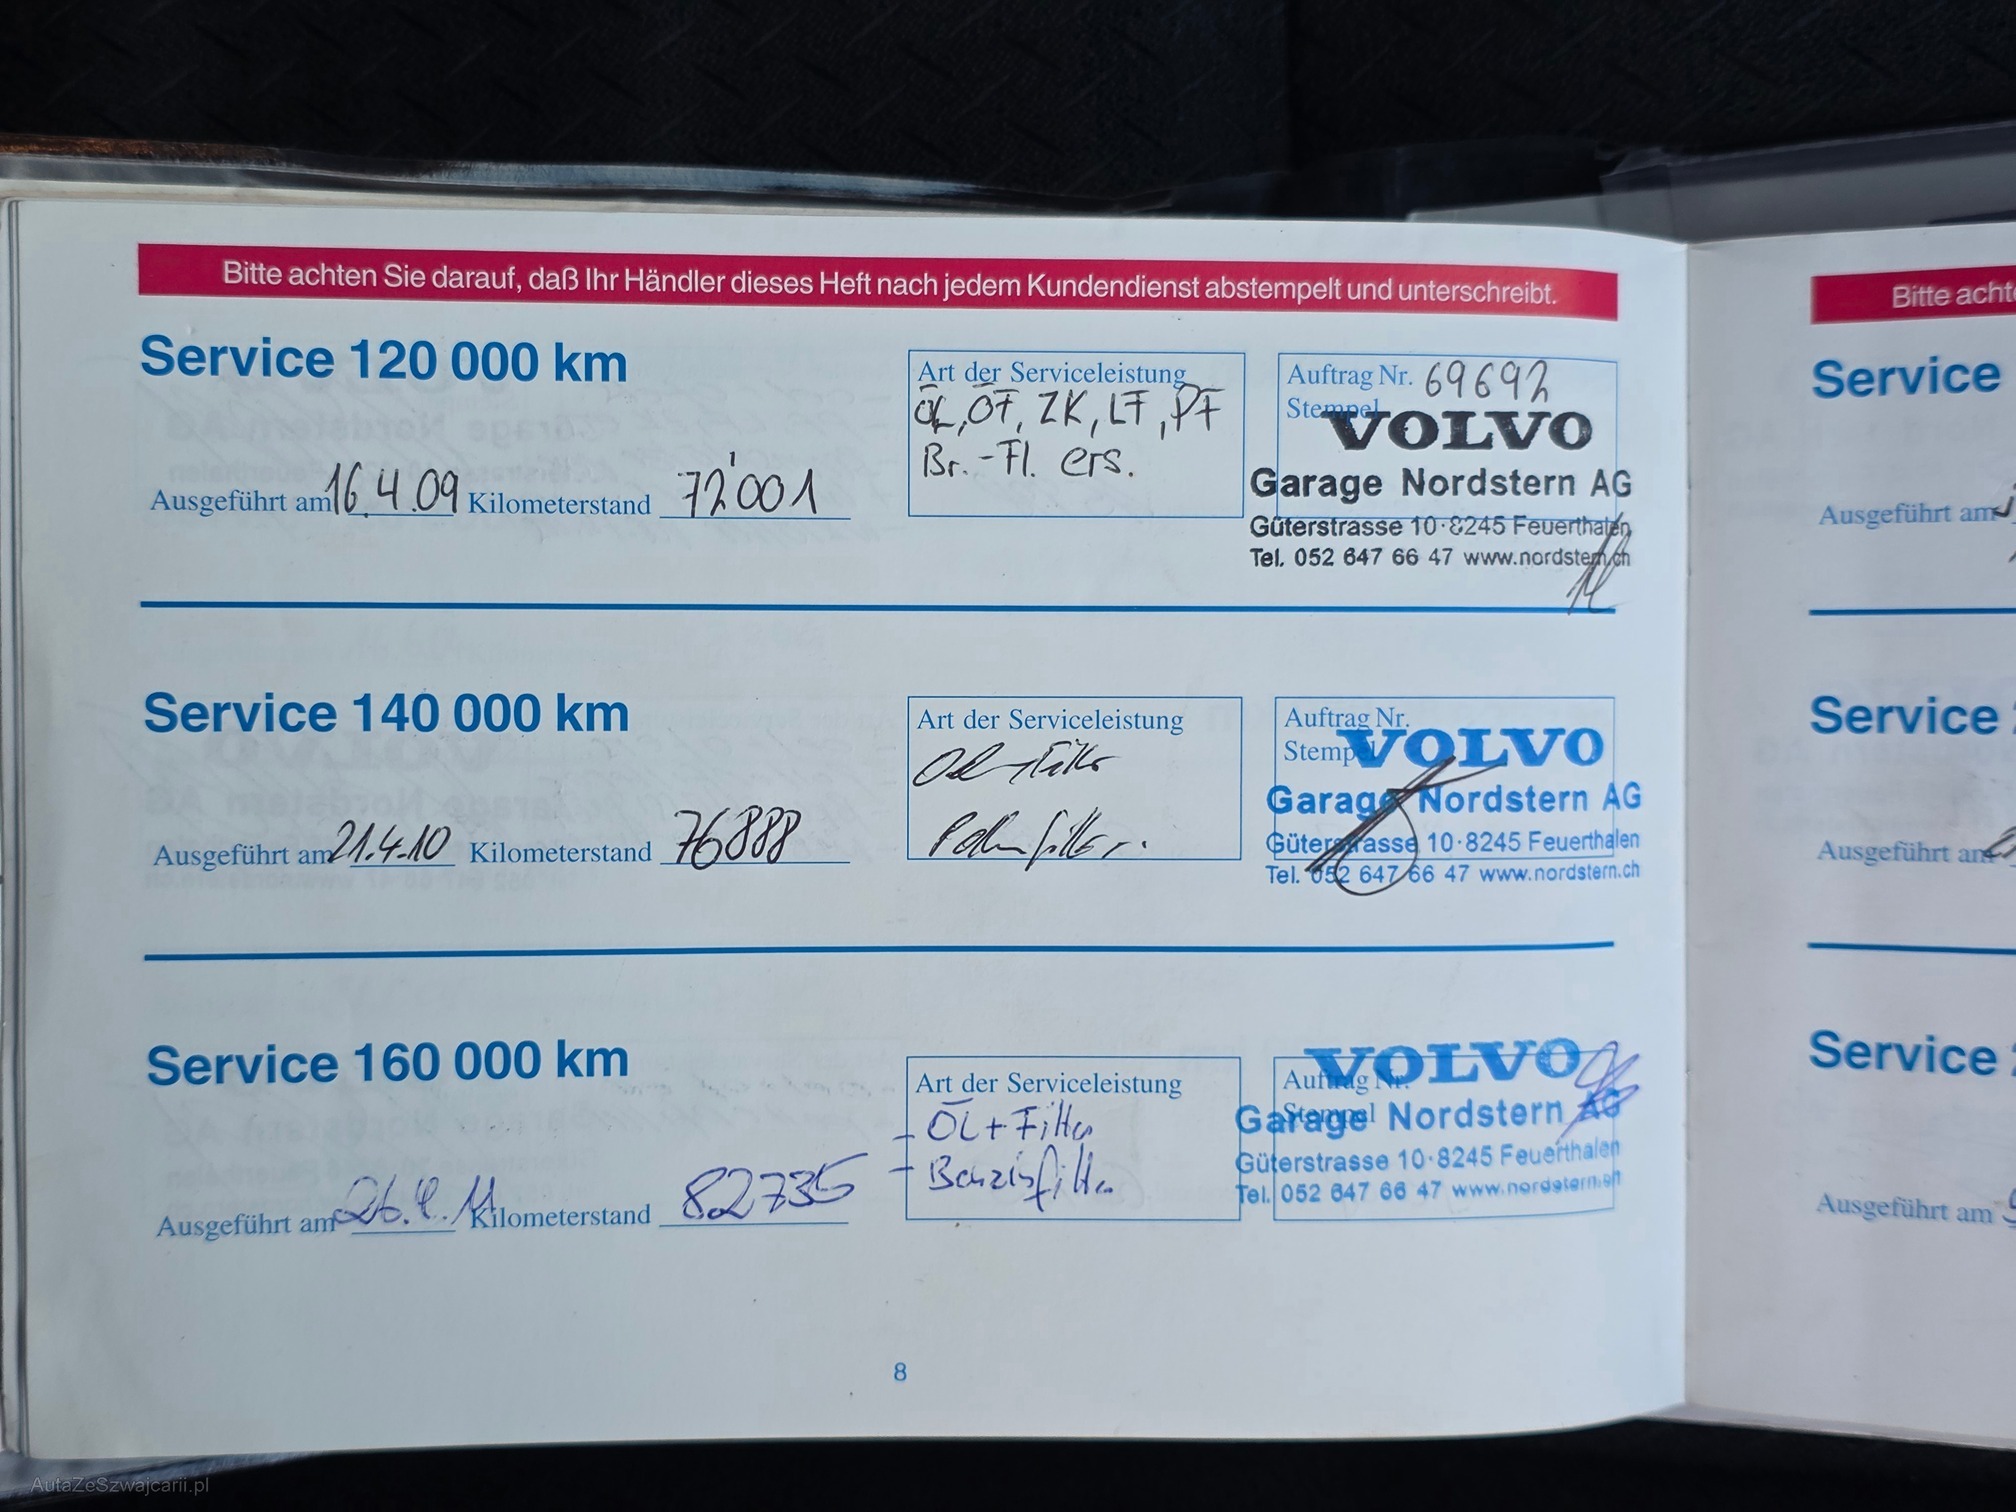 Bitte achten Sie darauf, daß Ihr Händler dieses Heft nach jedem Kundendienst abstempelt und unterschreibt.
Service 120 000 km
Ausgeführt am 16.4.09 Kilometerstand 72'001
Art der Serviceleistung
ÖL, ÖF, ZK, LF, PF
Br.-Fl. ers.
Auftrag Nr. 69692
Stempel
VOLVO
Garage Nordstern AG
Güterstrasse 10·8245 Feuerthalen
Tel. 052 647 66 47 www.nordstern.ch
Service 140 000 km
Ausgeführt am 21.4.10 Kilometerstand 76888
Art der Serviceleistung
Auftrag Nr.
Stempel
VOLVO
Garage Nordstern AG
Güterstrasse 10·8245 Feuerthalen
Tel. 052 647 66 47 www.nordstern.ch
Service 160 000 km
Ausgeführt am 26.4.11 Kilometerstand 82735
Art der Serviceleistung
- ÖL + Filter
- Benzinfilter
Auftrag Nr.
Stempel
VOLVO
Garage Nordstern AG
Güterstrasse 10·8245 Feuerthalen
Tel. 052 647 66 47 www.nordstern.ch
8
Bitte acht
Service
Ausgeführt am
Service 2
Ausgeführt am
Service 2
Ausgeführt am
AutaZeSzwajcarii.pl